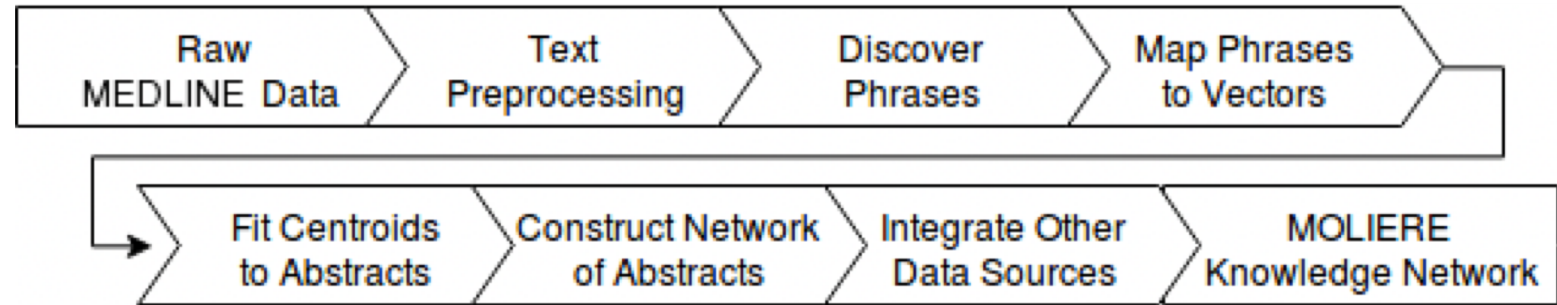 Raw
MEDLINE Data
Text
Preprocessing
Discover
Phrases
Map Phrases
to Vectors
Fit Centroids
to Abstracts
Construct Network
of Abstracts
Integrate Other
Data Sources
MOLIERE
Knowledge Network